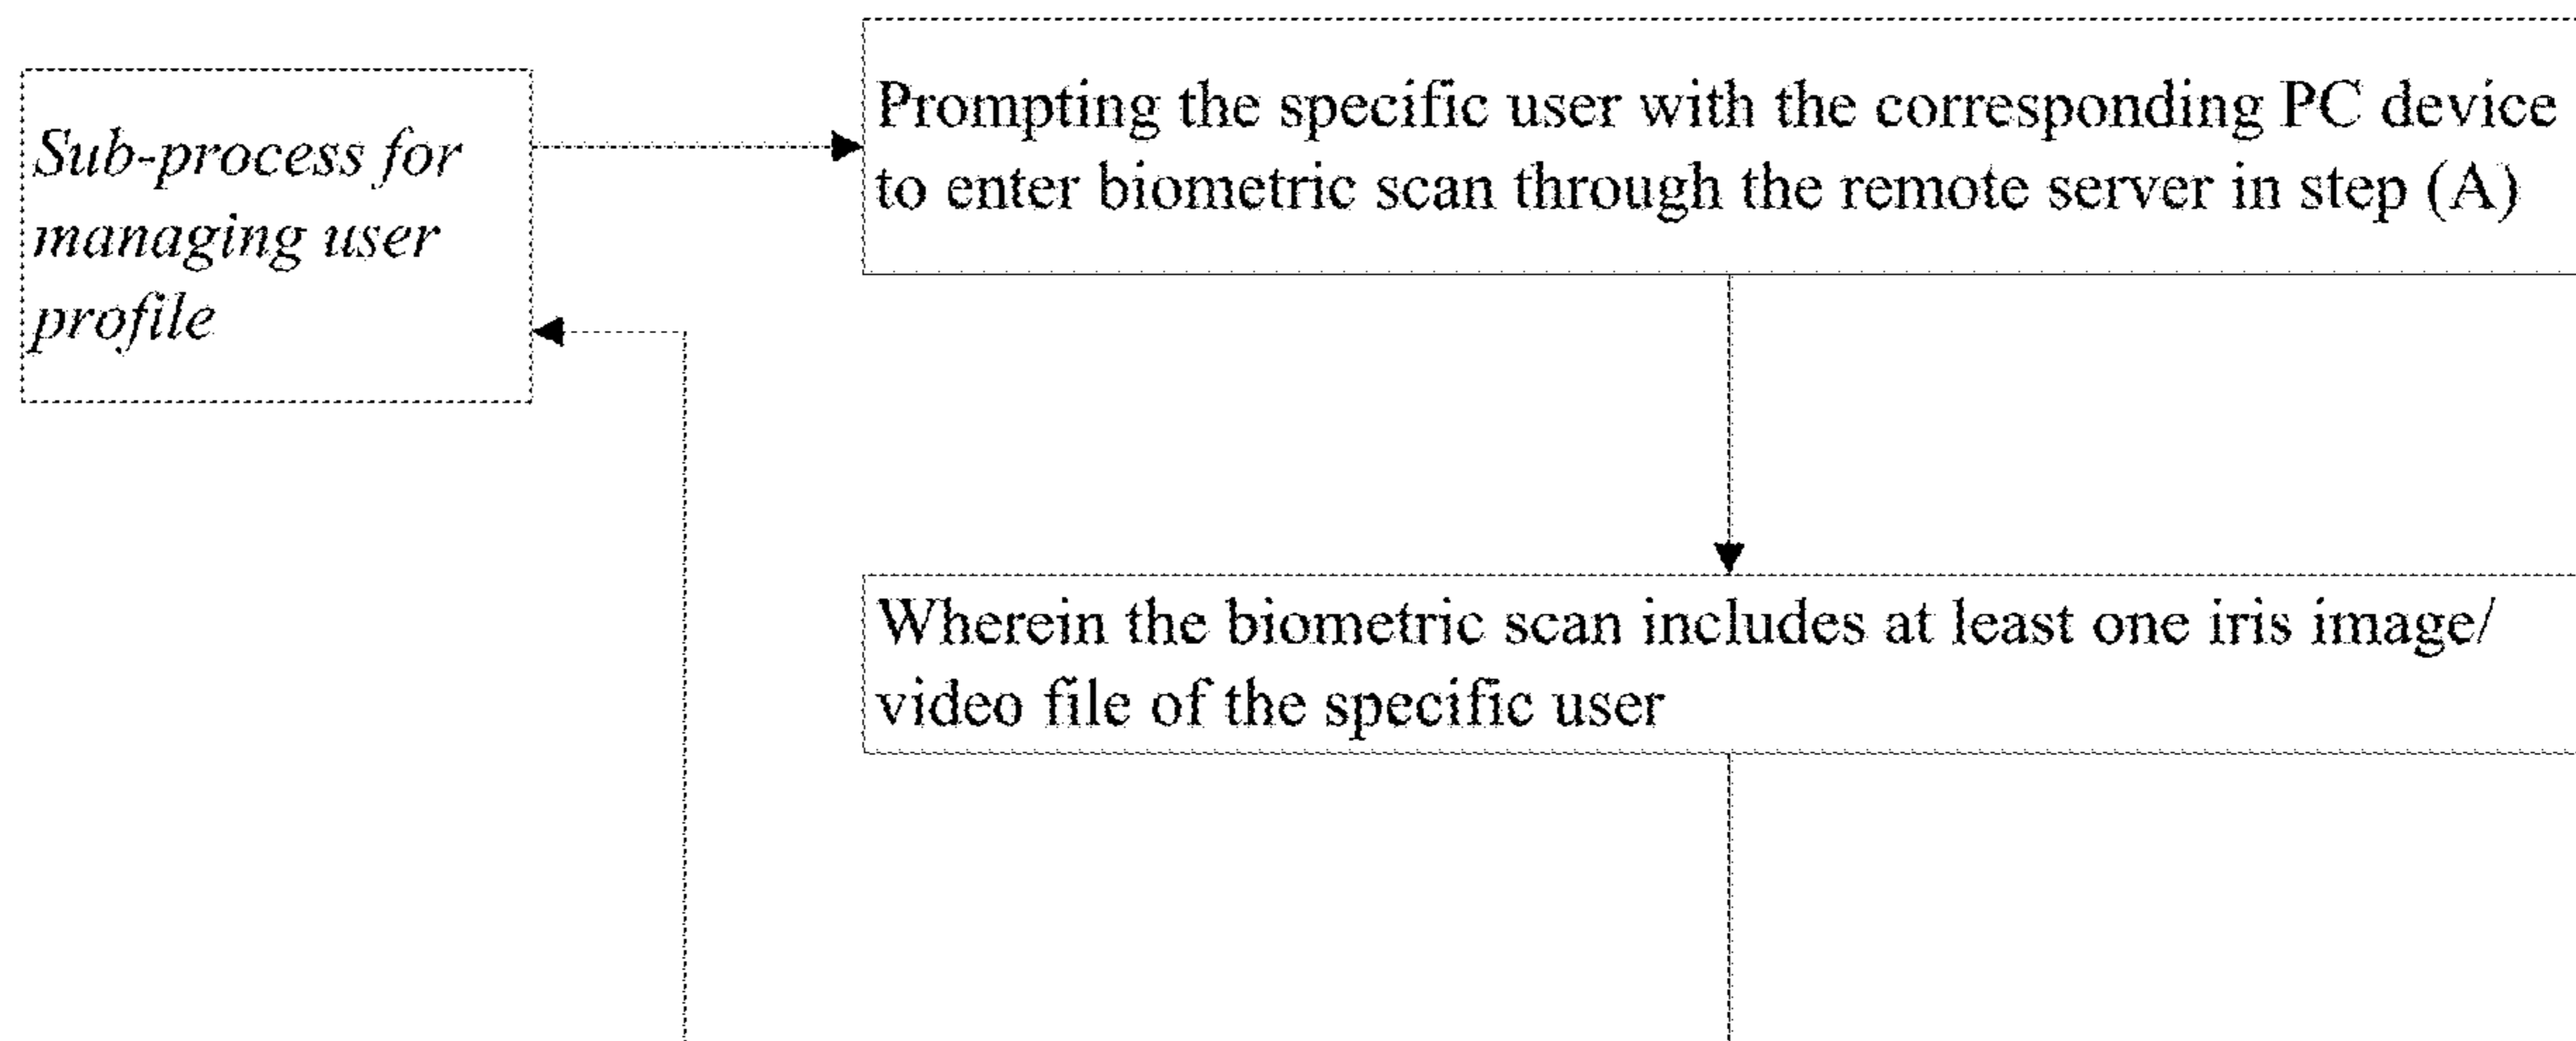 Sub-process for
managing user
profile
Prompting the specific user with the corresponding PC device
to enter biometric scan through the remote server in step (A)
Wherein the biometric scan includes at least one iris image/
video file of the specific user